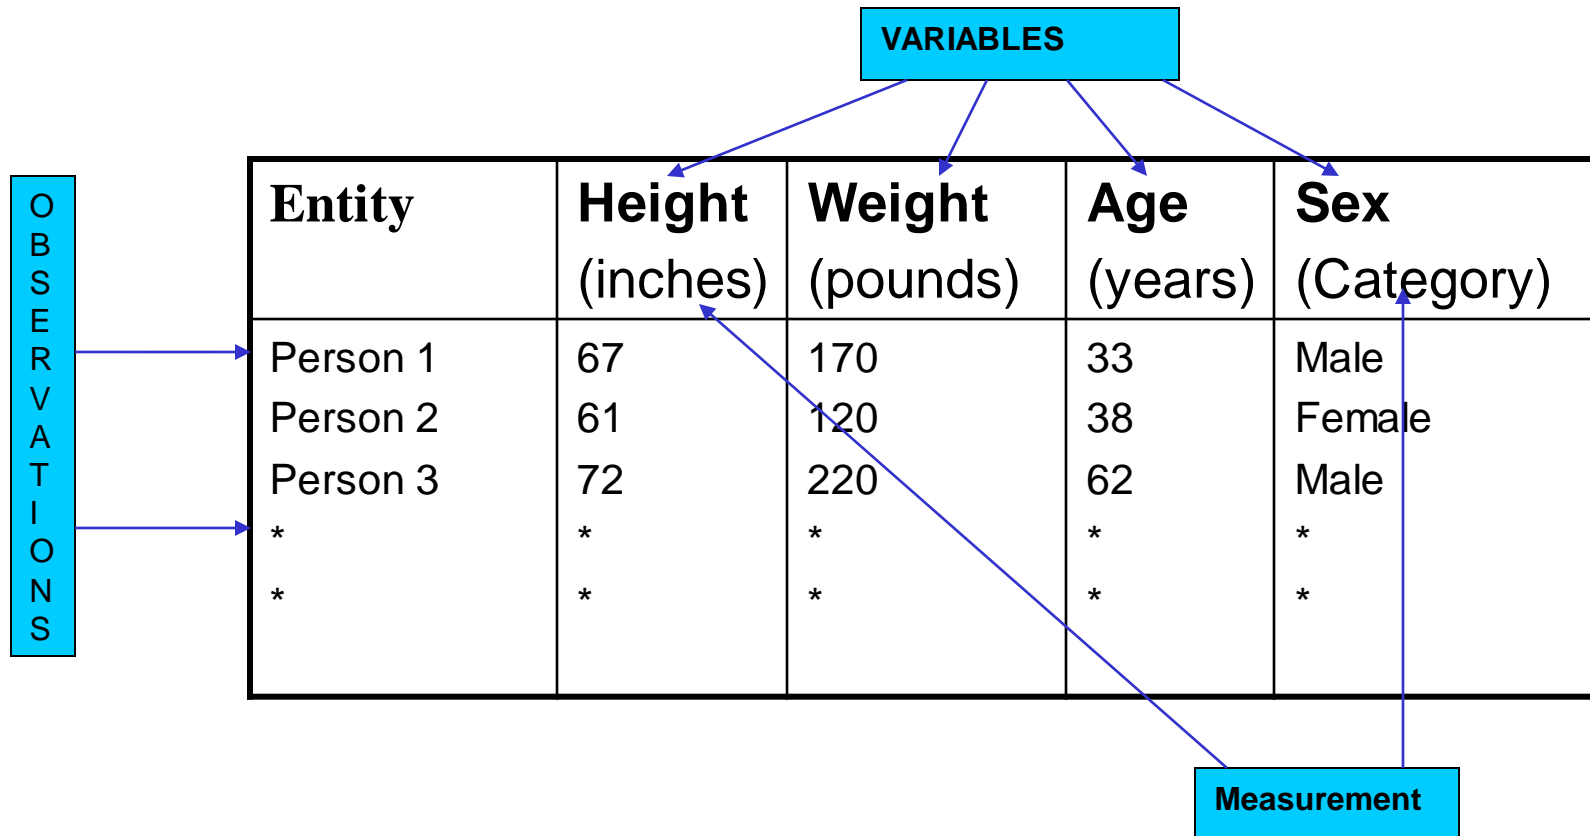 VARIABLES
O
B
S
E
R
V
A
T
I
O
N
S
Entity Height Weight Age Sex
(inches) (pounds) (years) (Category)
Person 1 67 170 33 Male
Person 2 61 120 38 Female
Person 3 72 220 62 Male
* * * * *
* * * * *
Measurement